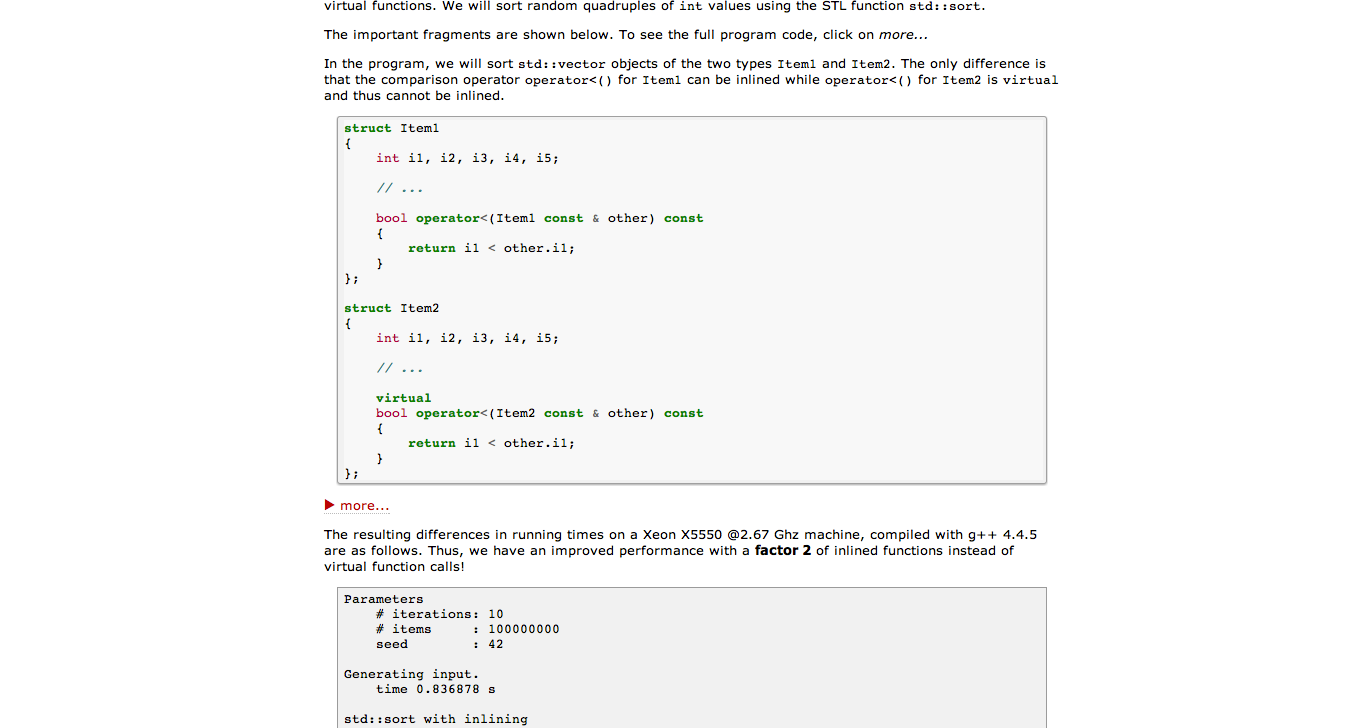 virtual functions. We will sort random quadruples of int values using the STL function std::sort.
The important fragments are shown below. To see the full program code, click on more...
In the program, we will sort std::vector objects of the two types Item1 and Item2. The only difference is
that the comparison operator operator<() for Item1 can be inlined while operator<() for Item2 is virtual
and thus cannot be inlined.
struct Item1
{
    int i1, i2, i3, i4, i5;
    // ...
    bool operator<(Item1 const & other) const
    {
        return i1 < other.i1;
    }
};
struct Item2
{
    int i1, i2, i3, i4, i5;
    // ...
    virtual
    bool operator<(Item2 const & other) const
    {
        return i1 < other.i1;
    }
};
more...
The resulting differences in running times on a Xeon X5550 @2.67 Ghz machine, compiled with g++ 4.4.5
are as follows. Thus, we have an improved performance with a factor 2 of inlined functions instead of
virtual function calls!
Parameters
    # iterations: 10
    # items     : 100000000
    seed        : 42
Generating input.
    time 0.836878 s
std::sort with inlining